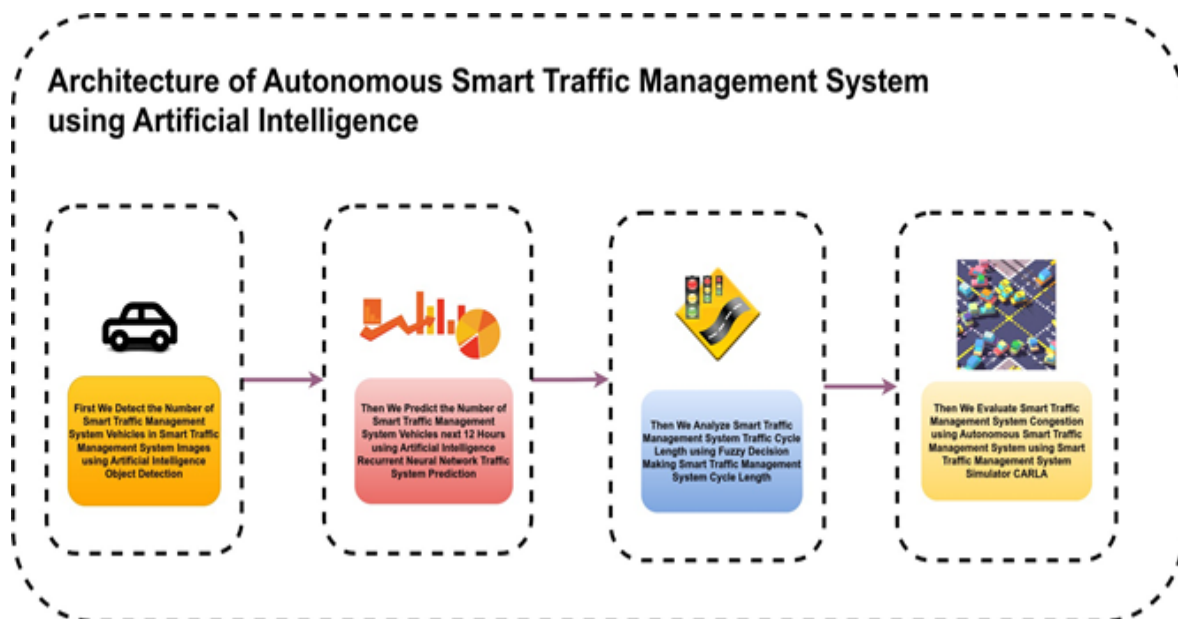 Architecture of Autonomous Smart Traffic Management System
using Artificial Intelligence
First We Detect the Number of
Smart Traffic Management
System Vehicles in Smart Traffic
Management System Images
using Artificial Intelligence
Object Detection
Then We Predict the Number of
Smart Traffic Management
System Vehicles next 12 Hours
using Artificial Intelligence
Recurrent Neural Network Traffic
System Prediction
Then We Analyze Smart Traffic
Management System Traffic Cycle
Length using Fuzzy Decision
Making Smart Traffic Management
System Cycle Length
Then We Evaluate Smart Traffic
Management System Congestion
using Autonomous Smart Traffic
Management System using Smart
Traffic Management System
Simulator CARLA